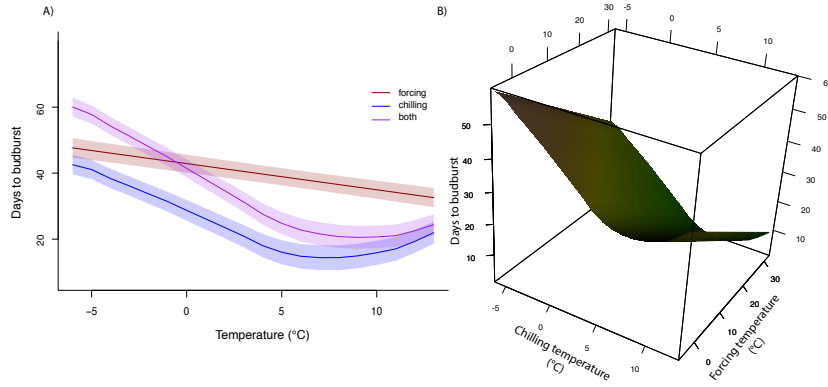 A)
Days to budburst
60
40
20
forcing
chilling
both
−5
0
5
10
Temperature (°C)
B)
0
10
20
30
-5
0
5
10
6
50
40
30
20
10
50
40
30
20
10
Days to budburst
-5
0
5
10
Chilling temperature
(°C)
0
10
20
30
Forcing temperature
(°C)